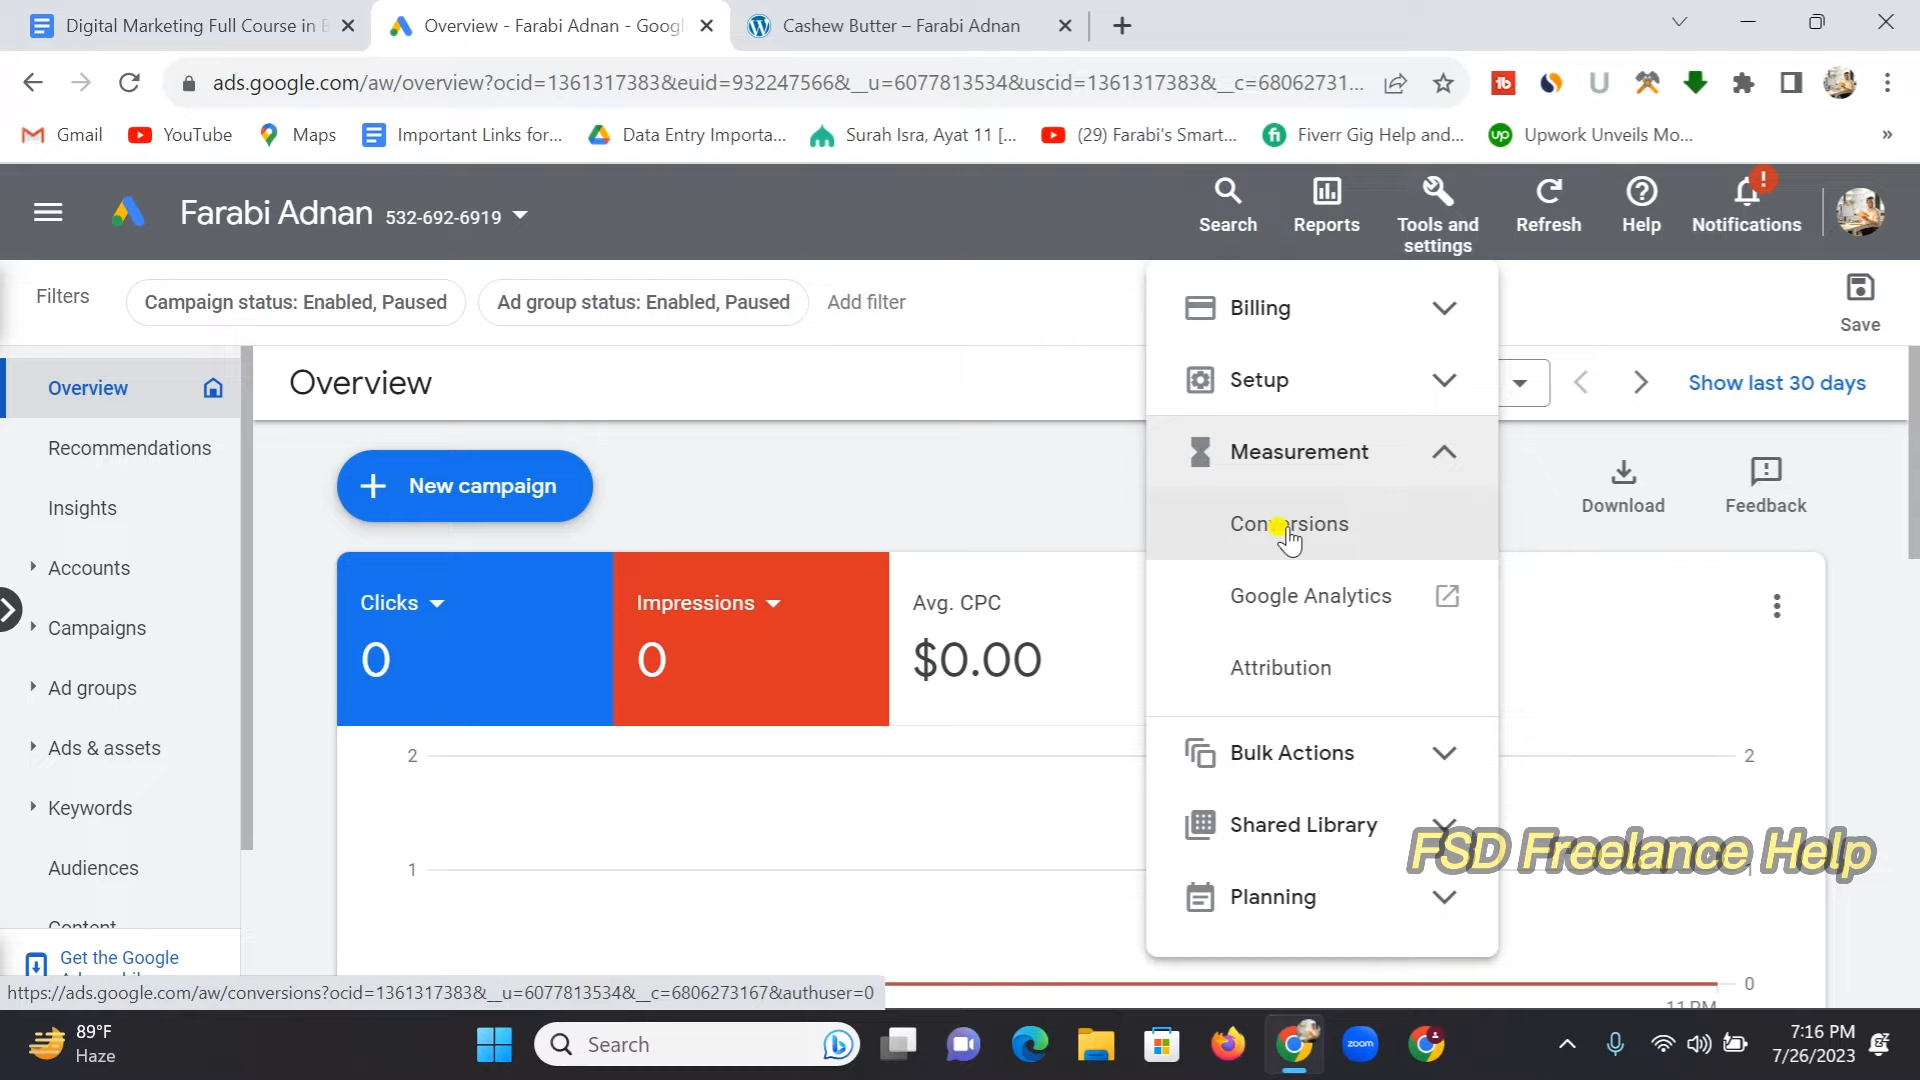 Digital Marketing Full Course in B
Overview - Farabi Adnan - Googl
Cashew Butter – Farabi Adnan
ads.google.com/aw/overview?ocid=1361317383&euid=932247566&__u=6077813534&uscid=1361317383&__c=68062731...
Gmail
YouTube
Maps
Important Links for...
Data Entry Importa...
Surah Isra, Ayat 11 [...
(29) Farabi's Smart...
Fiverr Gig Help and...
Upwork Unveils Mo...
»
Farabi Adnan 532-692-6919
Search
Reports
Tools and
settings
Refresh
Help
Notifications
Filters
Campaign status: Enabled, Paused
Ad group status: Enabled, Paused
Add filter
Save
Overview
Recommendations
Insights
Accounts
Campaigns
Ad groups
Ads & assets
Keywords
Audiences
Content
Get the Google
Overview
Show last 30 days
New campaign
Download
Feedback
Clicks
0
Impressions
0
Avg. CPC
$0.00
2
1
2
1
0
11 PM
Billing
Setup
Measurement
Conversions
Google Analytics
Attribution
Bulk Actions
Shared Library
Planning
FSD Freelance Help
https://ads.google.com/aw/conversions?ocid=1361317383&__u=6077813534&__c=6806273167&authuser=0
89°F
Haze
Search
zoom
7:16 PM
7/26/2023